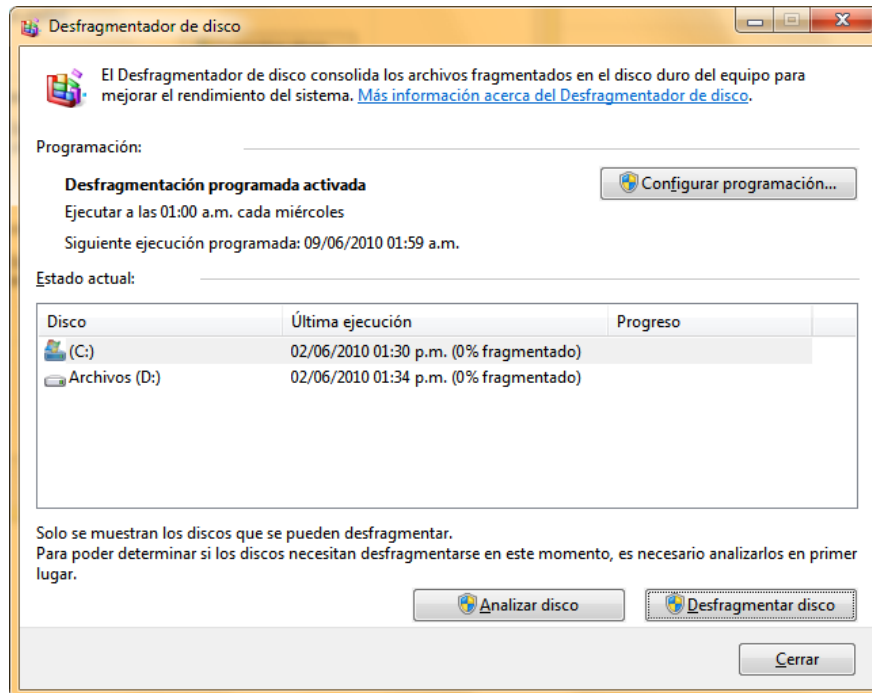 Desfragmentador de disco
El Desfragmentador de disco consolida los archivos fragmentados en el disco duro del equipo para
mejorar el rendimiento del sistema. Más información acerca del Desfragmentador de disco.
Programación:
Desfragmentación programada activada
Configurar programación...
Ejecutar a las 01:00 a.m. cada miércoles
Siguiente ejecución programada: 09/06/2010 01:59 a.m.
Estado actual:
Disco Última ejecución Progreso
(C:) 02/06/2010 01:30 p.m. (0% fragmentado)
Archivos (D:) 02/06/2010 01:34 p.m. (0% fragmentado)
Solo se muestran los discos que se pueden desfragmentar.
Para poder determinar si los discos necesitan desfragmentarse en este momento, es necesario analizarlos en primer
lugar.
Analizar disco Desfragmentar disco
Cerrar